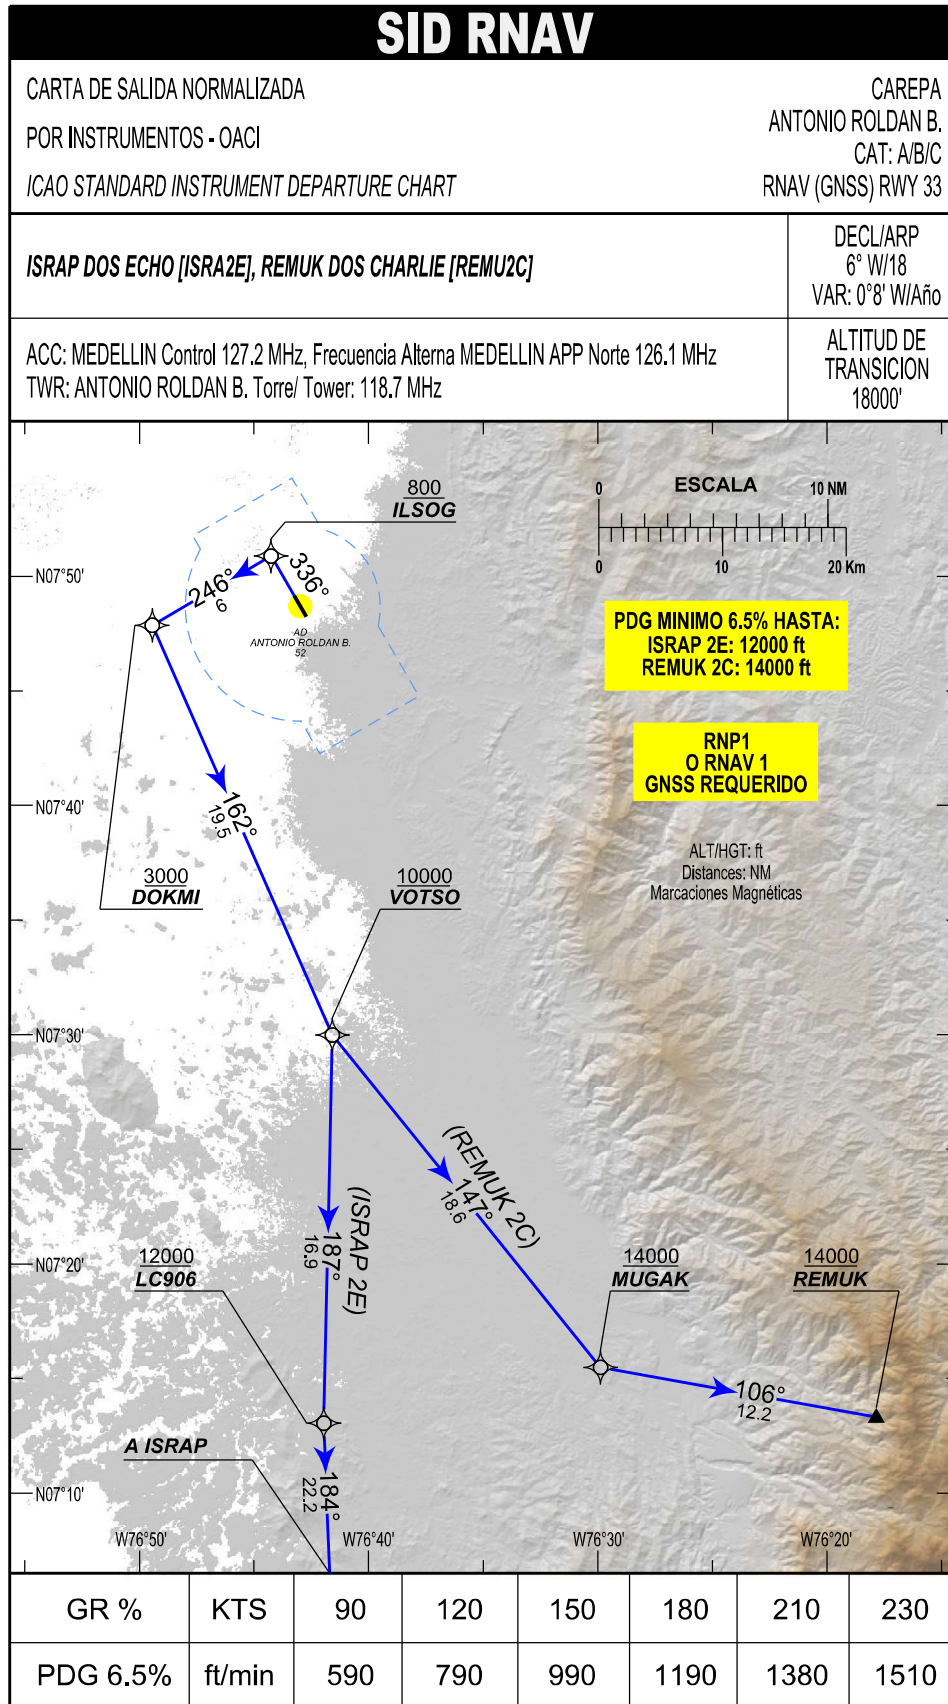 SID RNAV
CARTA DE SALIDA NORMALIZADA
POR INSTRUMENTOS - OACI
ICAO STANDARD INSTRUMENT DEPARTURE CHART
CAREPA
ANTONIO ROLDAN B.
CAT: A/B/C
RNAV (GNSS) RWY 33
ISRAP DOS ECHO [ISRA2E], REMUK DOS CHARLIE [REMU2C]
DECL/ARP
6° W/18
VAR: 0°8' W/Año
ACC: MEDELLIN Control 127.2 MHz, Frecuencia Alterna MEDELLIN APP Norte 126.1 MHz
TWR: ANTONIO ROLDAN B. Torre/ Tower: 118.7 MHz
ALTITUD DE
TRANSICION
18000'
800
ILSOG
0 ESCALA 10 NM
0 10 20 Km
N07°50'
336°
246°
6
AD
ANTONIO ROLDAN B.
52
PDG MINIMO 6.5% HASTA:
ISRAP 2E: 12000 ft
REMUK 2C: 14000 ft
RNP1
O RNAV 1
GNSS REQUERIDO
N07°40'
162°
19.5
ALT/HGT: ft
Distances: NM
Marcaciones Magnéticas
3000
DOKMI
10000
VOTSO
N07°30'
(REMUK 2C)
147°
18.6
(ISRAP 2E)
187°
16.9
12000
LC906
N07°20'
14000
MUGAK
14000
REMUK
106°
12.2
A ISRAP
184°
22.2
N07°10'
W76°50' W76°40' W76°30' W76°20'
GR % KTS 90 120 150 180 210 230
PDG 6.5% ft/min 590 790 990 1190 1380 1510